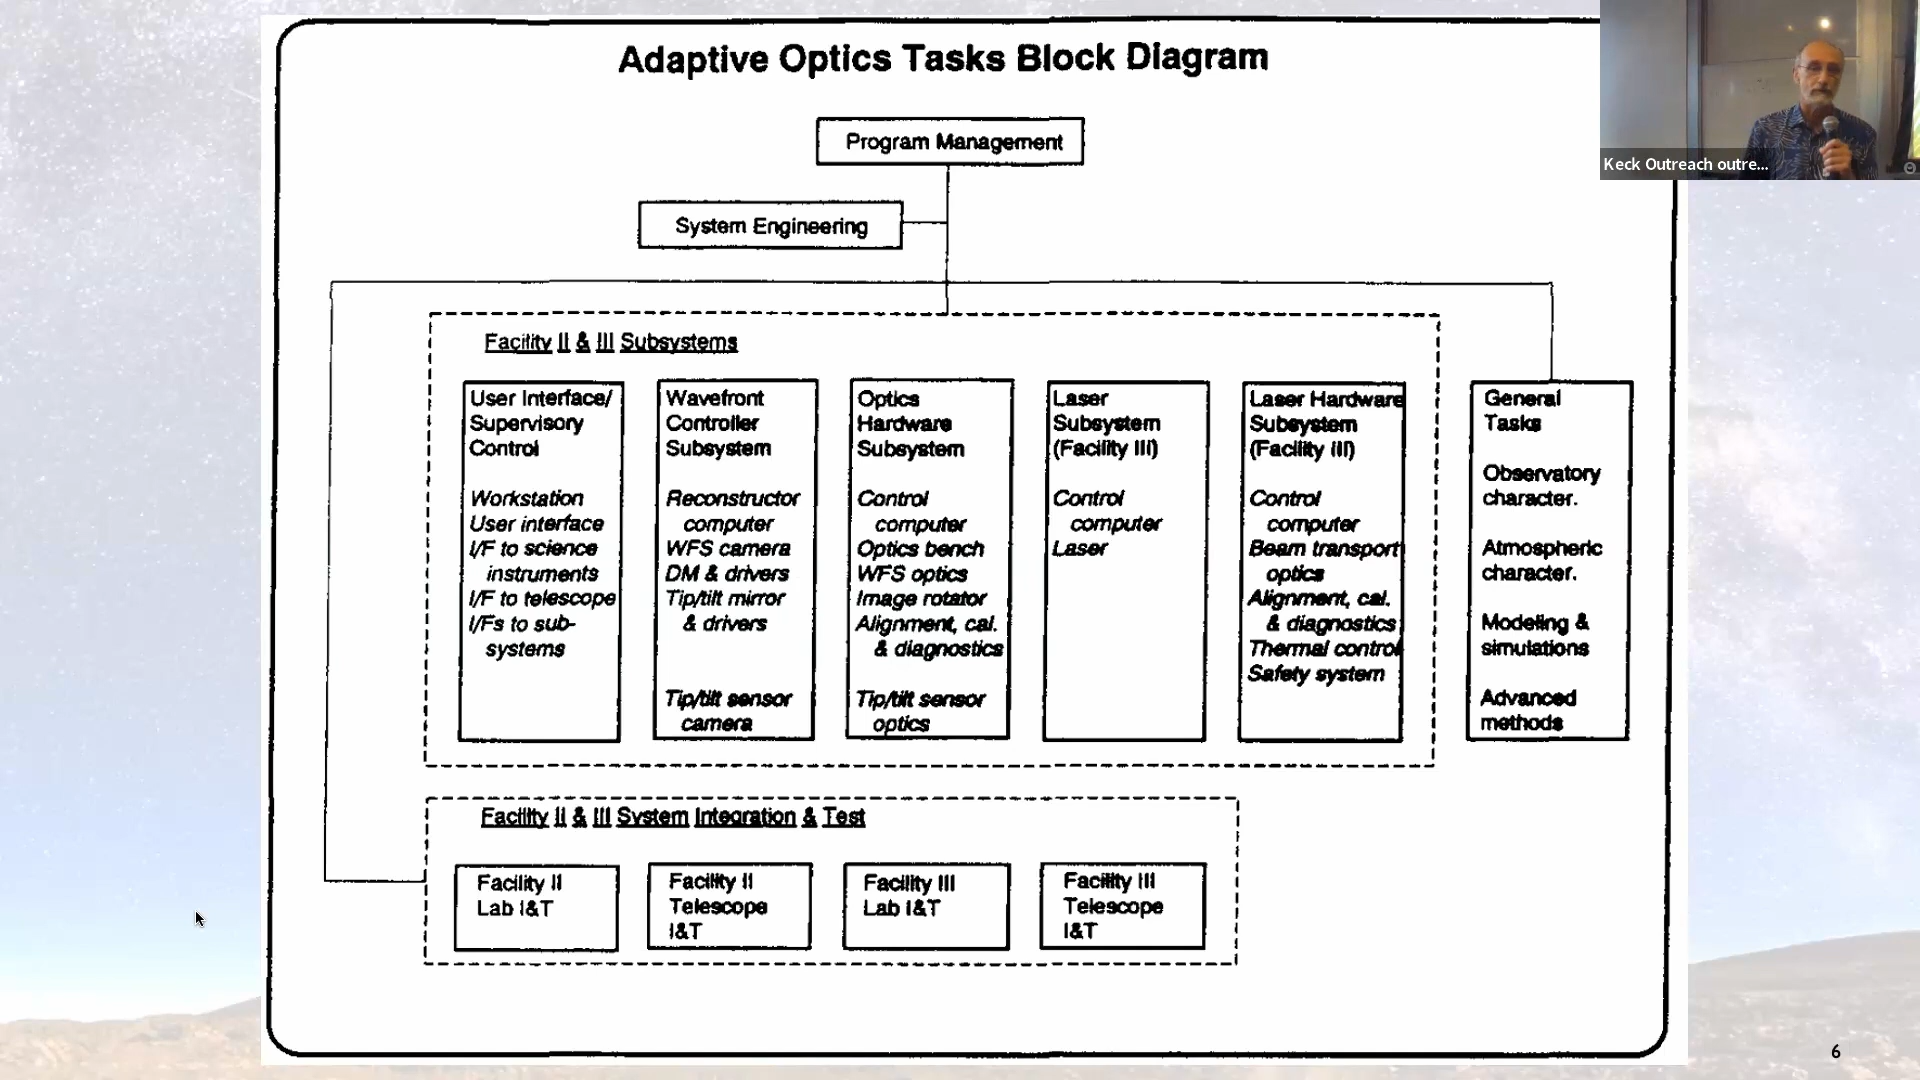 Adaptive Optics Tasks Block Diagram
Keck Outreach outre...
Program Management
System Engineering
Facility II & III Subsystems
User Interface/
Supervisory
Control
Workstation
User interface
I/F to science
instruments
I/F to telescope
I/Fs to sub-
systems
Wavefront
Controller
Subsystem
Reconstructor
computer
WFS camera
DM & drivers
Tip/tilt mirror
& drivers
Tip/tilt sensor
camera
Optics
Hardware
Subsystem
Control
computer
Optics bench
WFS optics
Image rotator
Alignment, cal.
& diagnostics
Tip/tilt sensor
optics
Laser
Subsystem
(Facility III)
Control
computer
Laser
Laser Hardware
Subsystem
(Facility III)
Control
computer
Beam transport
optics
Alignment, cal.
& diagnostics
Thermal control
Safety system
General
Tasks
Observatory
character.
Atmospheric
character.
Modeling &
simulations
Advanced
methods
Facility II & III System Integration & Test
Facility II
Lab I&T
Facility II
Telescope
I&T
Facility III
Lab I&T
Facility III
Telescope
I&T
6